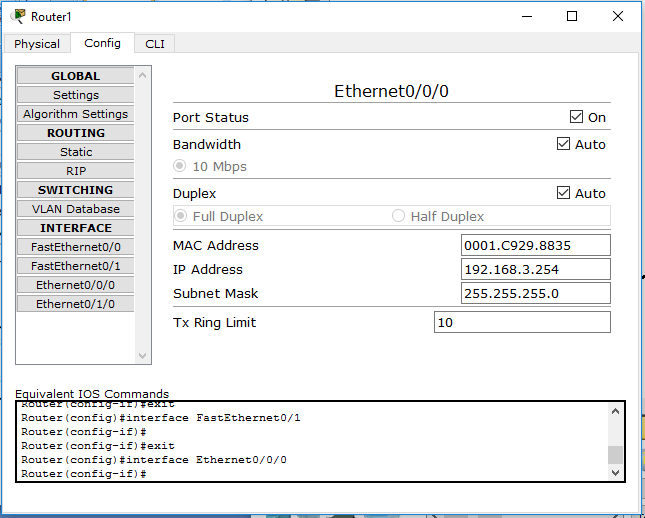 Router1
Physical Config CLI
GLOBAL
Settings
Algorithm Settings
ROUTING
Static
RIP
SWITCHING
VLAN Database
INTERFACE
FastEthernet0/0
FastEthernet0/1
Ethernet0/0/0
Ethernet0/1/0
Ethernet0/0/0
Port Status On
Bandwidth Auto
10 Mbps
Duplex Auto
Full Duplex Half Duplex
MAC Address 0001.C929.8835
IP Address 192.168.3.254
Subnet Mask 255.255.255.0
Tx Ring Limit 10
Equivalent IOS Commands
Router(config-if)#exit
Router(config)#interface FastEthernet0/1
Router(config-if)#
Router(config-if)#exit
Router(config)#interface Ethernet0/0/0
Router(config-if)#